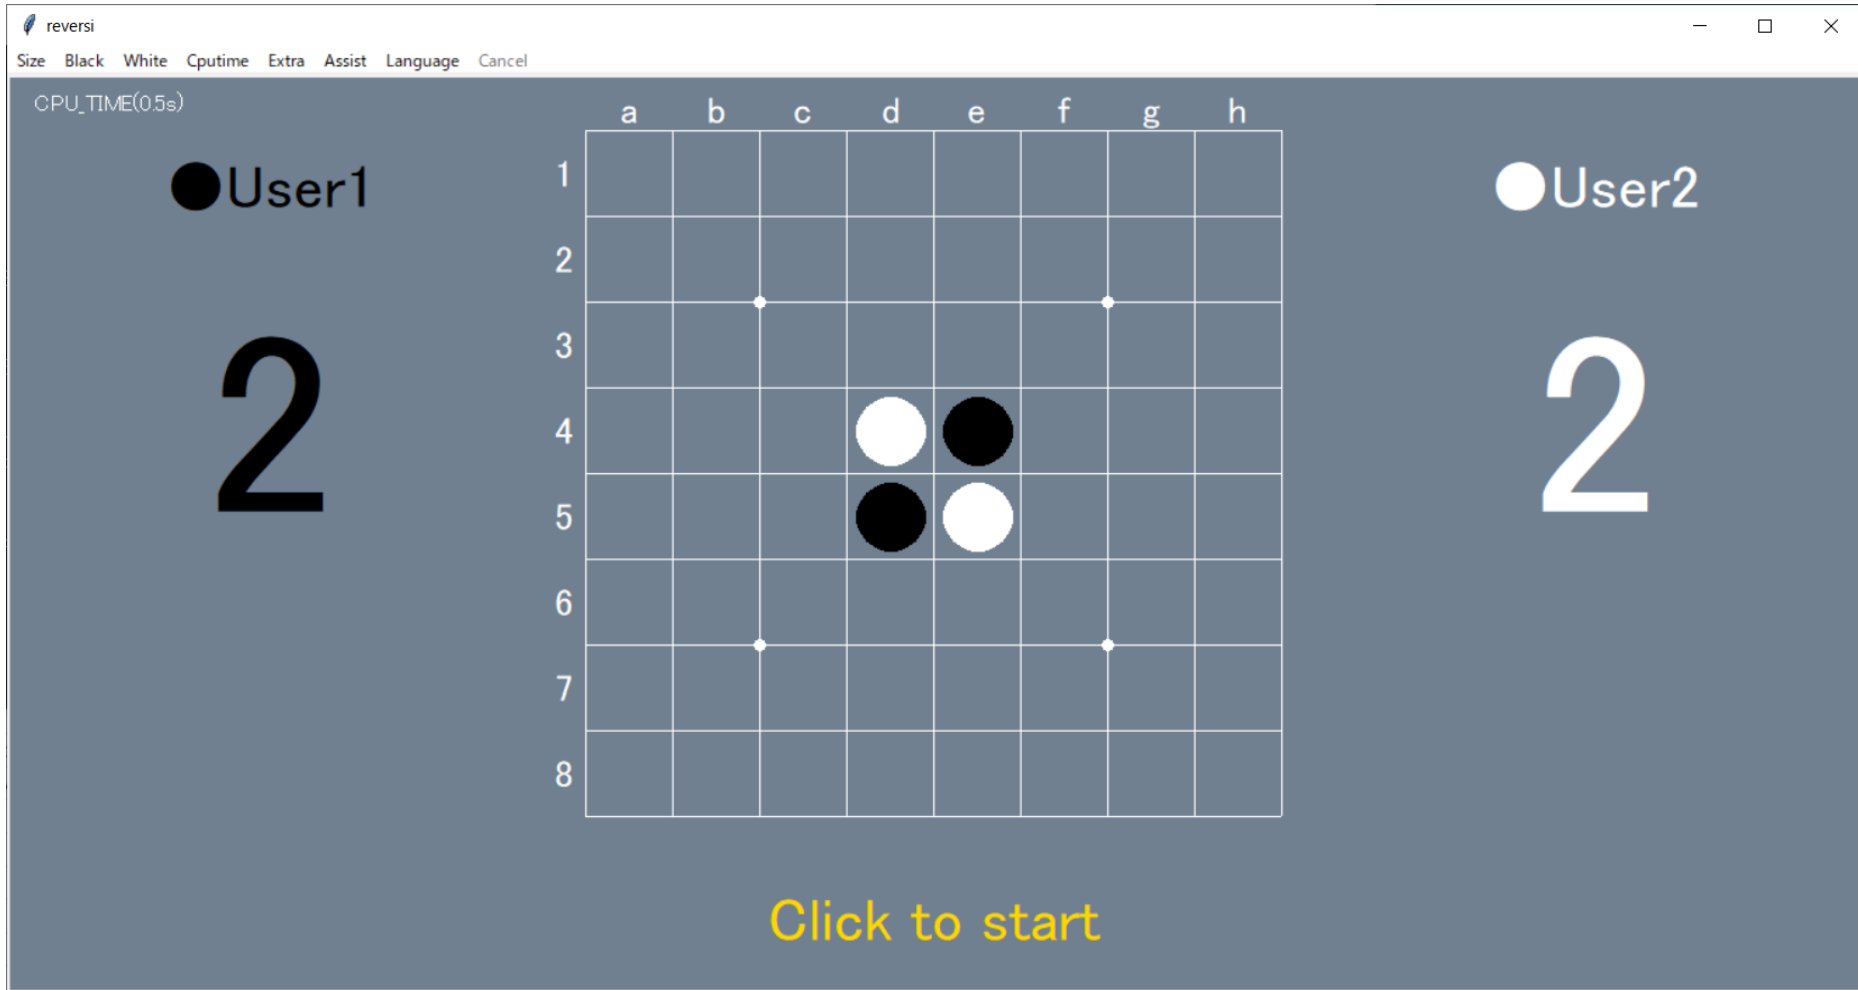 reversi
Size Black White Cputime Extra Assist Language Cancel
CPU_TIME(0.5s)
a b c d e f g h
●User1
●User2
1
2
3
4
5
6
7
8
2
2
Click to start